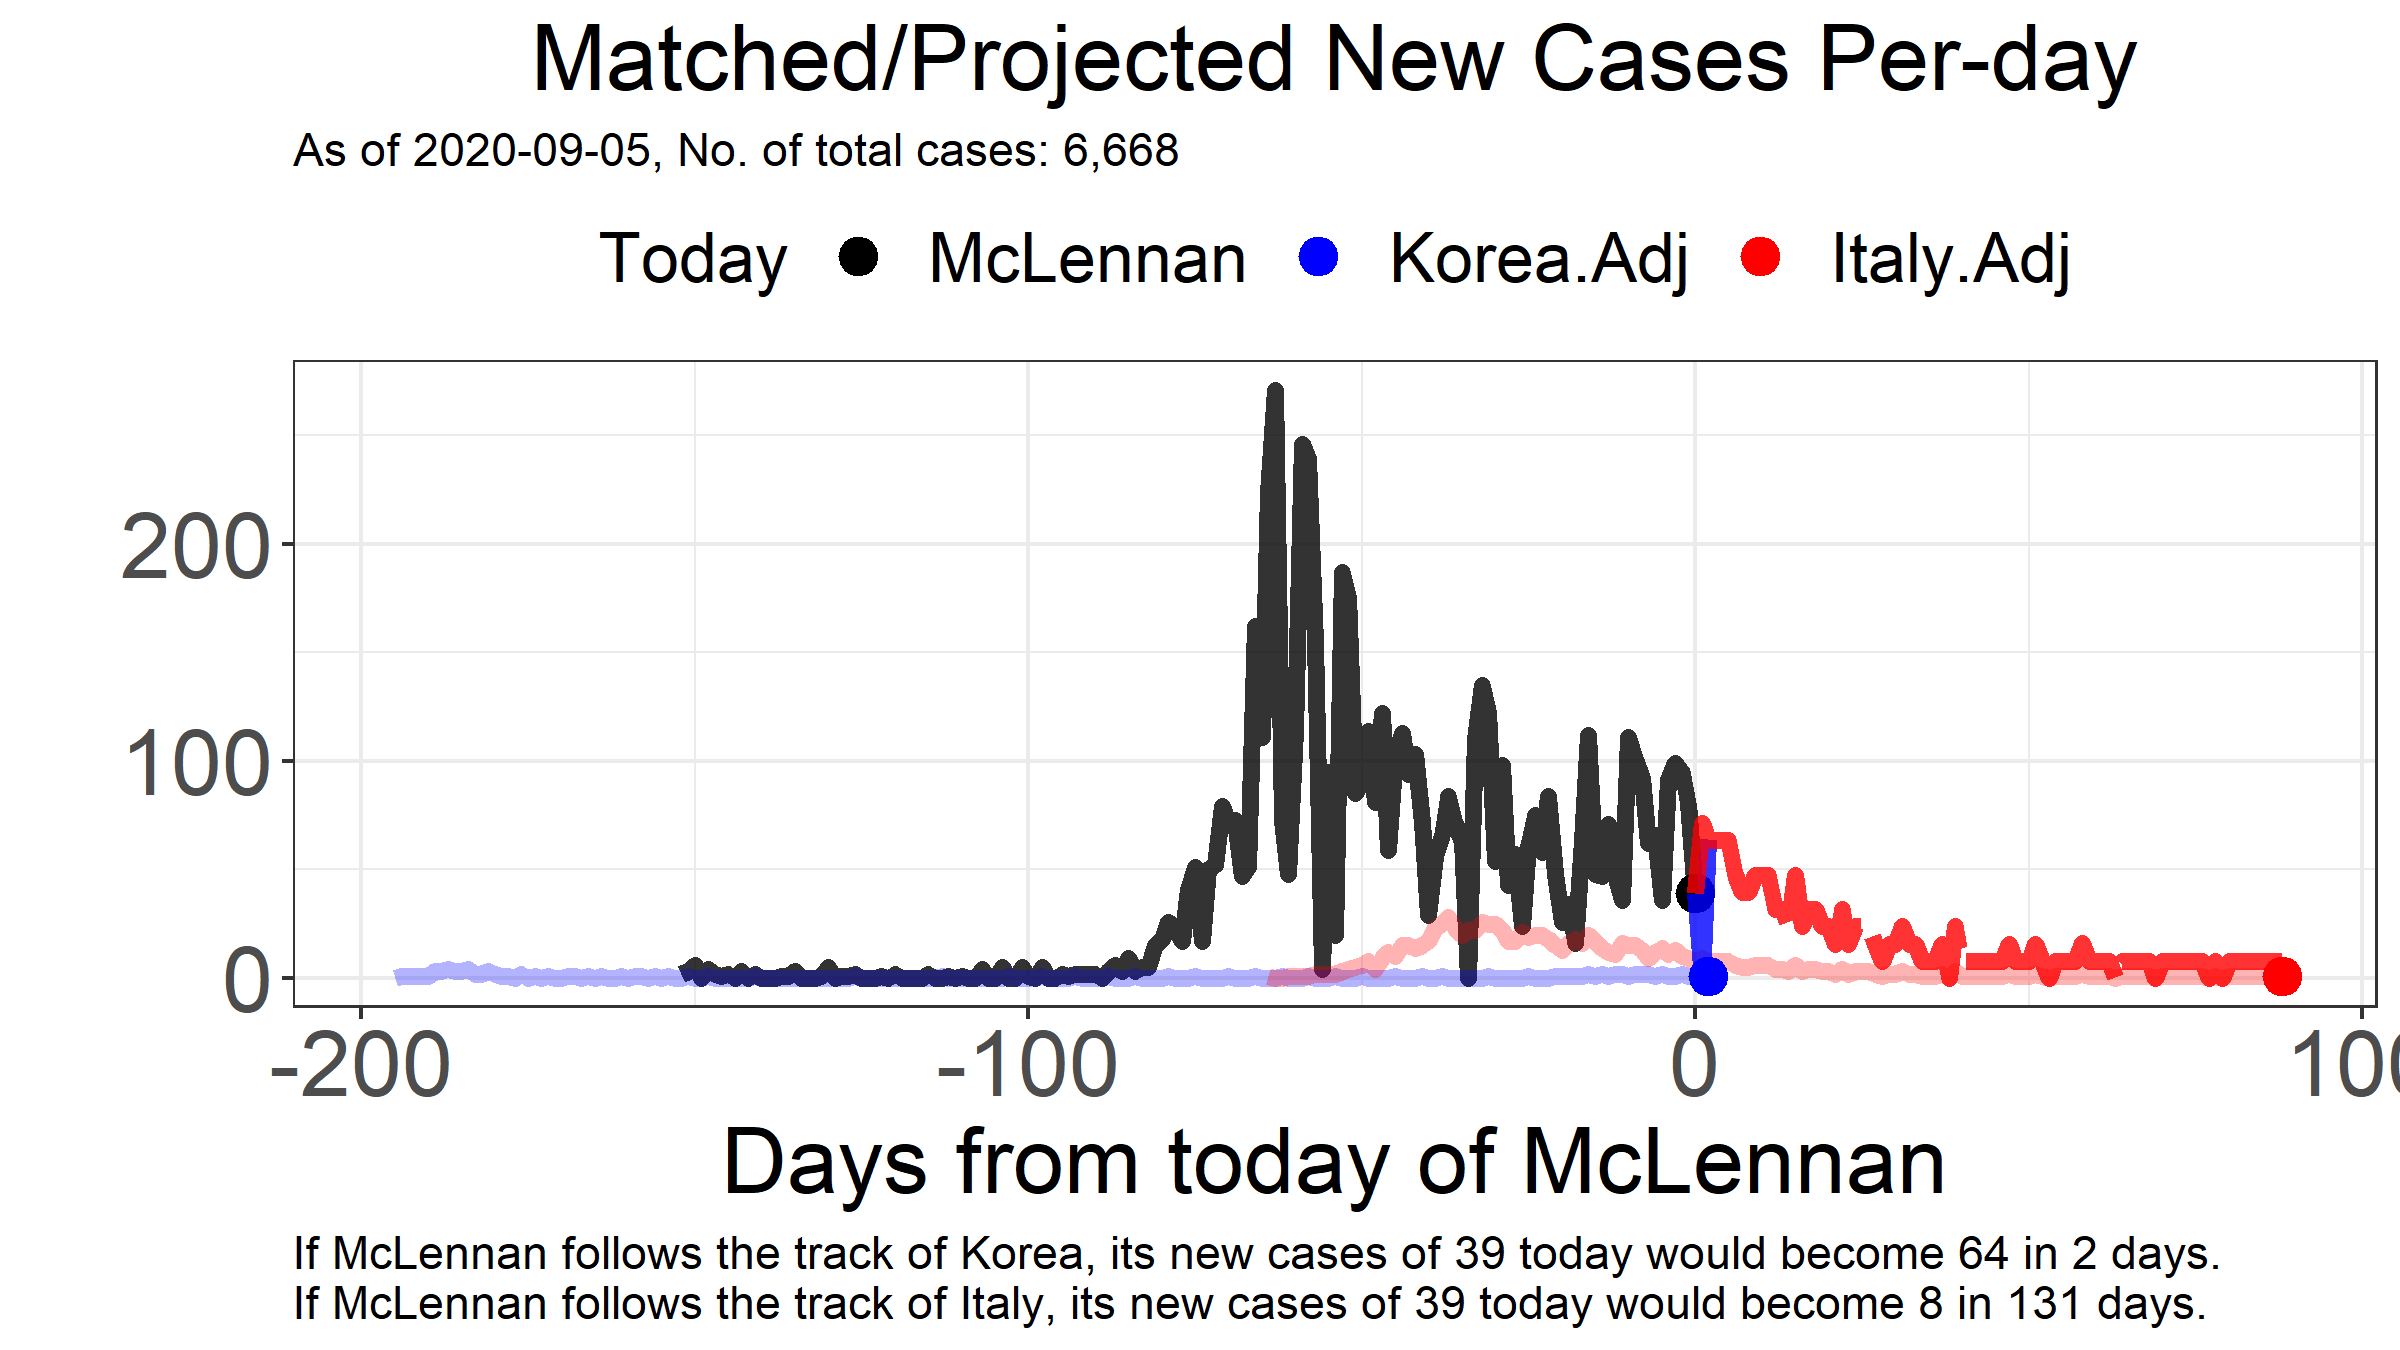 Matched/Projected New Cases Per-day
As of 2020-09-05, No. of total cases: 6,668
Today McLennan Korea.Adj Italy.Adj
200
100
0
-200 -100 0 100
Days from today of McLennan
If McLennan follows the track of Korea, its new cases of 39 today would become 64 in 2 days.
If McLennan follows the track of Italy, its new cases of 39 today would become 8 in 131 days.